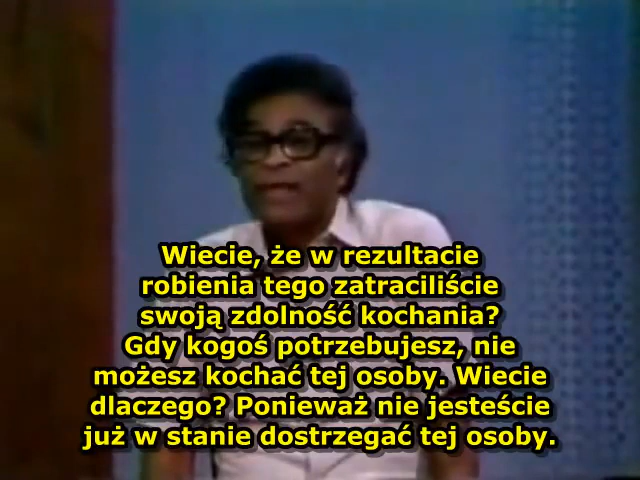 Wiecie, że w rezultacie
robienia tego zatraciliście
swoją zdolność kochania?
Gdy kogoś potrzebujesz, nie
możesz kochać tej osoby. Wiecie
dlaczego? Ponieważ nie jesteście
już w stanie dostrzegać tej osoby.